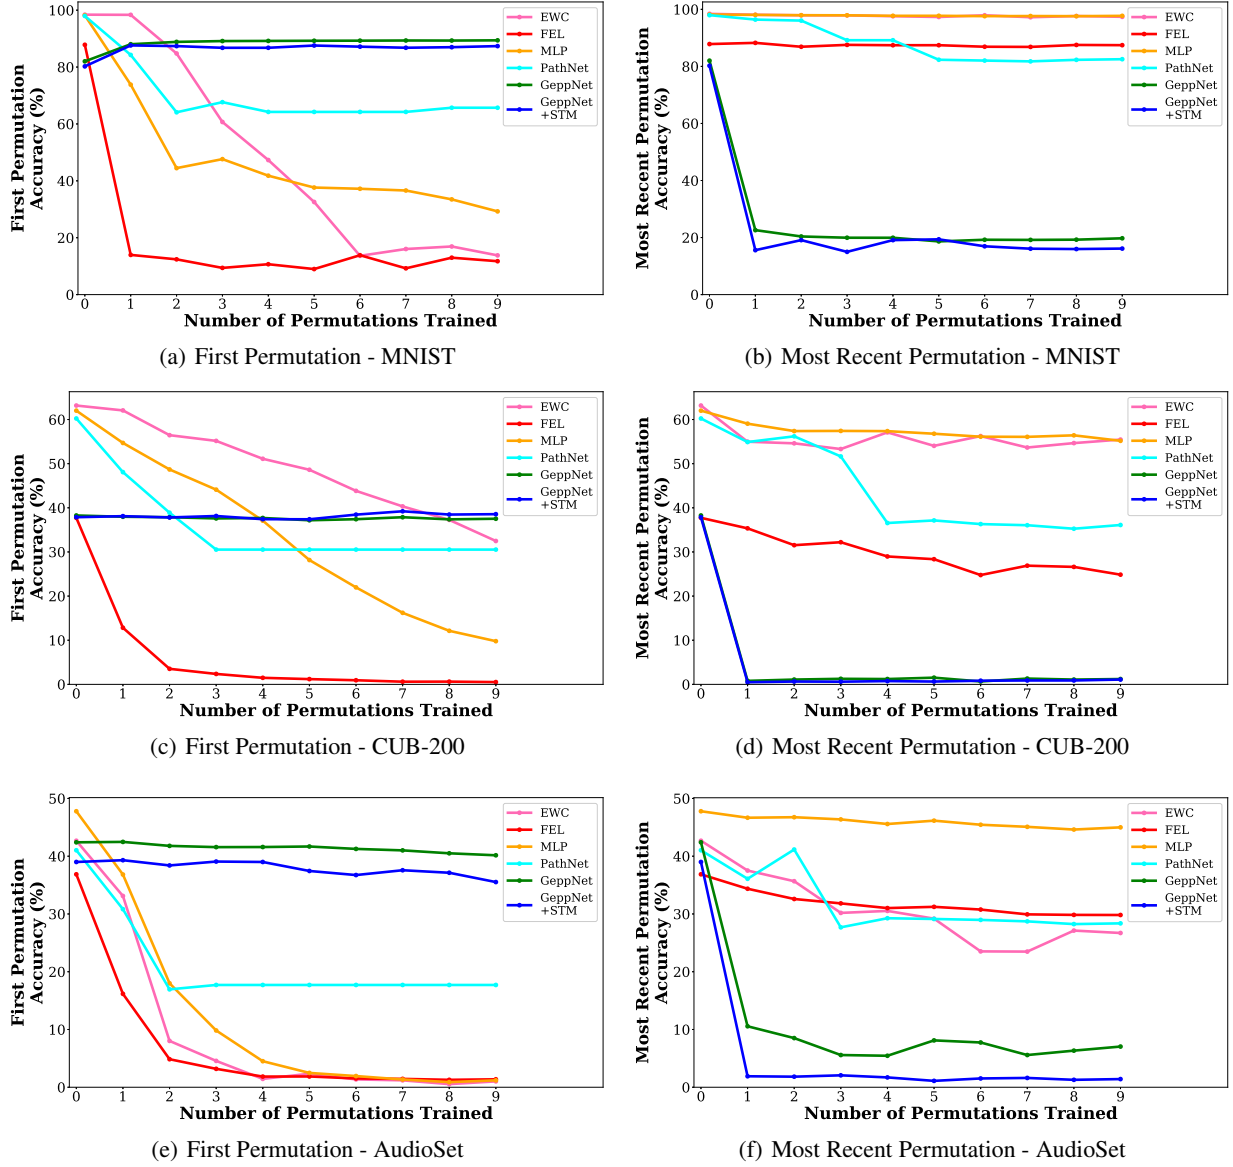 First Permutation
Accuracy (%)
100
80
60
40
20
0
0 1 2 3 4 5 6 7 8 9
Number of Permutations Trained
EWC
FEL
MLP
PathNet
GeppNet
GeppNet
+STM
(a) First Permutation - MNIST
Most Recent Permutation
Accuracy (%)
100
80
60
40
20
0
0 1 2 3 4 5 6 7 8 9
Number of Permutations Trained
EWC
FEL
MLP
PathNet
GeppNet
GeppNet
+STM
(b) Most Recent Permutation - MNIST
First Permutation
Accuracy (%)
60
50
40
30
20
10
0
0 1 2 3 4 5 6 7 8 9
Number of Permutations Trained
EWC
FEL
MLP
PathNet
GeppNet
GeppNet
+STM
(c) First Permutation - CUB-200
Most Recent Permutation
Accuracy (%)
60
50
40
30
20
10
0
0 1 2 3 4 5 6 7 8 9
Number of Permutations Trained
EWC
FEL
MLP
PathNet
GeppNet
GeppNet
+STM
(d) Most Recent Permutation - CUB-200
First Permutation
Accuracy (%)
50
40
30
20
10
0
0 1 2 3 4 5 6 7 8 9
Number of Permutations Trained
EWC
FEL
MLP
PathNet
GeppNet
GeppNet
+STM
(e) First Permutation - AudioSet
Most Recent Permutation
Accuracy (%)
50
40
30
20
10
0
0 1 2 3 4 5 6 7 8 9
Number of Permutations Trained
EWC
FEL
MLP
PathNet
GeppNet
GeppNet
+STM
(f) Most Recent Permutation - AudioSet